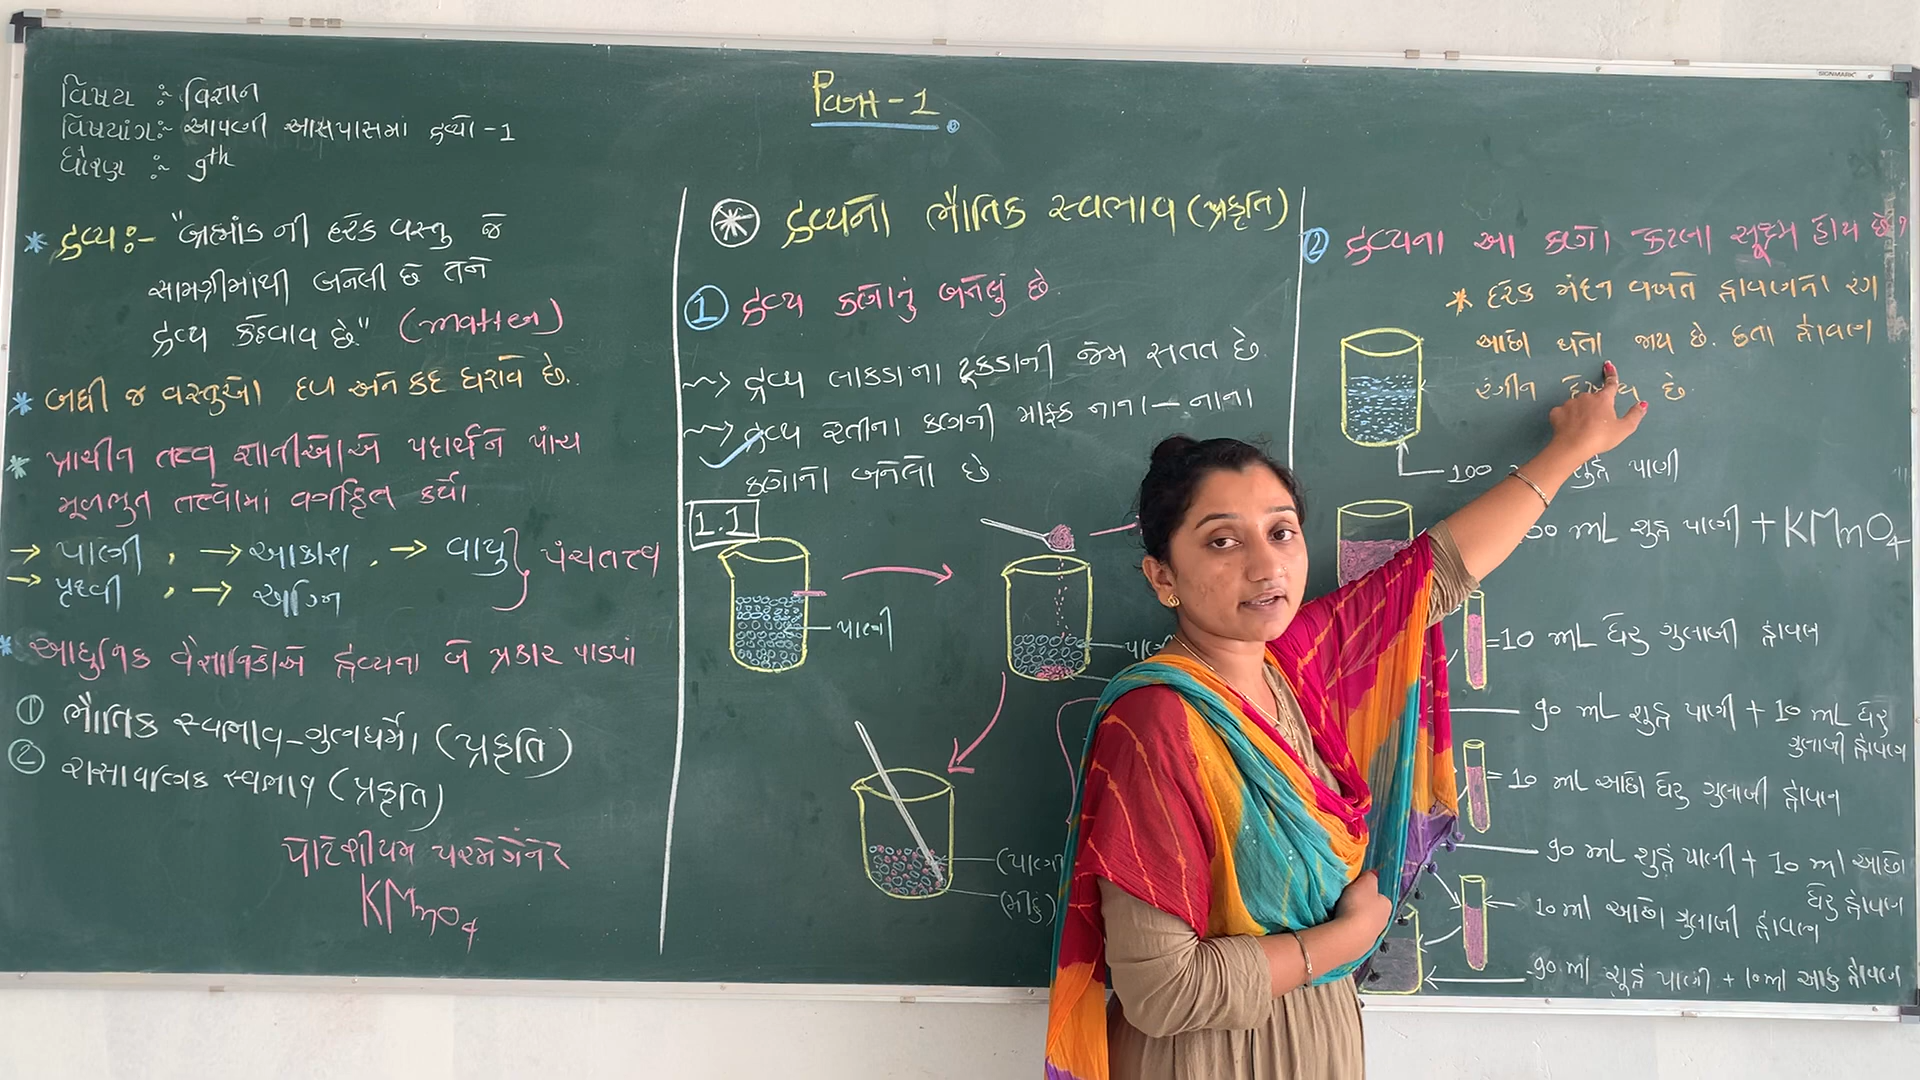 Part-1
SIGNMARK
વિષય : વિજ્ઞાન
વિષયાંગ: આપણી આસપાસમાં દ્રવ્યો -1
ધોરણ : 9th
* દ્રવ્ય:- "બ્રહ્માંડ ની દરેક વસ્તુ જે
સામગ્રીમાંથી બનેલી છે તેને
દ્રવ્ય કહેવાય છે" (matter)
* બધી જ વસ્તુઓ દળ અને કદ ધરાવે છે.
* પ્રાચીન તત્વ જ્ઞાનીઓએ પદાર્થને પાંચ
મૂળભુત તત્ત્વોમાં વર્ગીકૃત કર્યા
→ પાણી , → આકાશ , → વાયુ } પંચતત્ત્વ
→ પૃથ્વી , → અગ્નિ
* આધુનિક વૈજ્ઞાનિકોએ દ્રવ્યના બે પ્રકાર પાડયાં
① ભૌતિક સ્વભાવ-ગુણધર્મો (પ્રકૃતિ)
② રાસાયણિક સ્વભાવ (પ્રકૃતિ)
પોટેશીયમ પરમેંગેનેટ
KMnO4
* દ્રવ્યનો ભૌતિક સ્વભાવ (પ્રકૃતિ)
1 દ્રવ્ય કણોનું બનેલું છે
~> દ્રવ્ય લાકડાના ટૂકડાની જેમ સતત છે.
~> દ્રવ્ય રેતીના કણની માફક નાના-નાના
કણોનો બનેલો છે.
1.1
પાણી
(પાણી
(મીઠું)
② દ્રવ્યના આ કણો કેટલા સૂક્ષ્મ હોય છે?
* દરેક મંદન વખતે દ્રાવણનો રંગ
આછો થતો જાય છે. છતા દ્રાવણ
રંગીન છે
100 શુદ્ધ પાણી
mL શુદ્ધ પાણી + KMnO4
=10 mL ઘેરુ ગુલાબી દ્રાવણ
90 mL શુદ્ધ પાણી + 10 mL ઘેરુ
ગુલાબી દ્રાવણ
=10 mL આછો ઘેરુ ગુલાબી દ્રાવણ
90 mL શુદ્ધ પાણી + 10 ml આછો
ઘેરુ દ્રાવણ
10 ml આછો ગુલાબી દ્રાવણ
90 ml શુદ્ધ પાણી + 10 ml દ્રાવણ